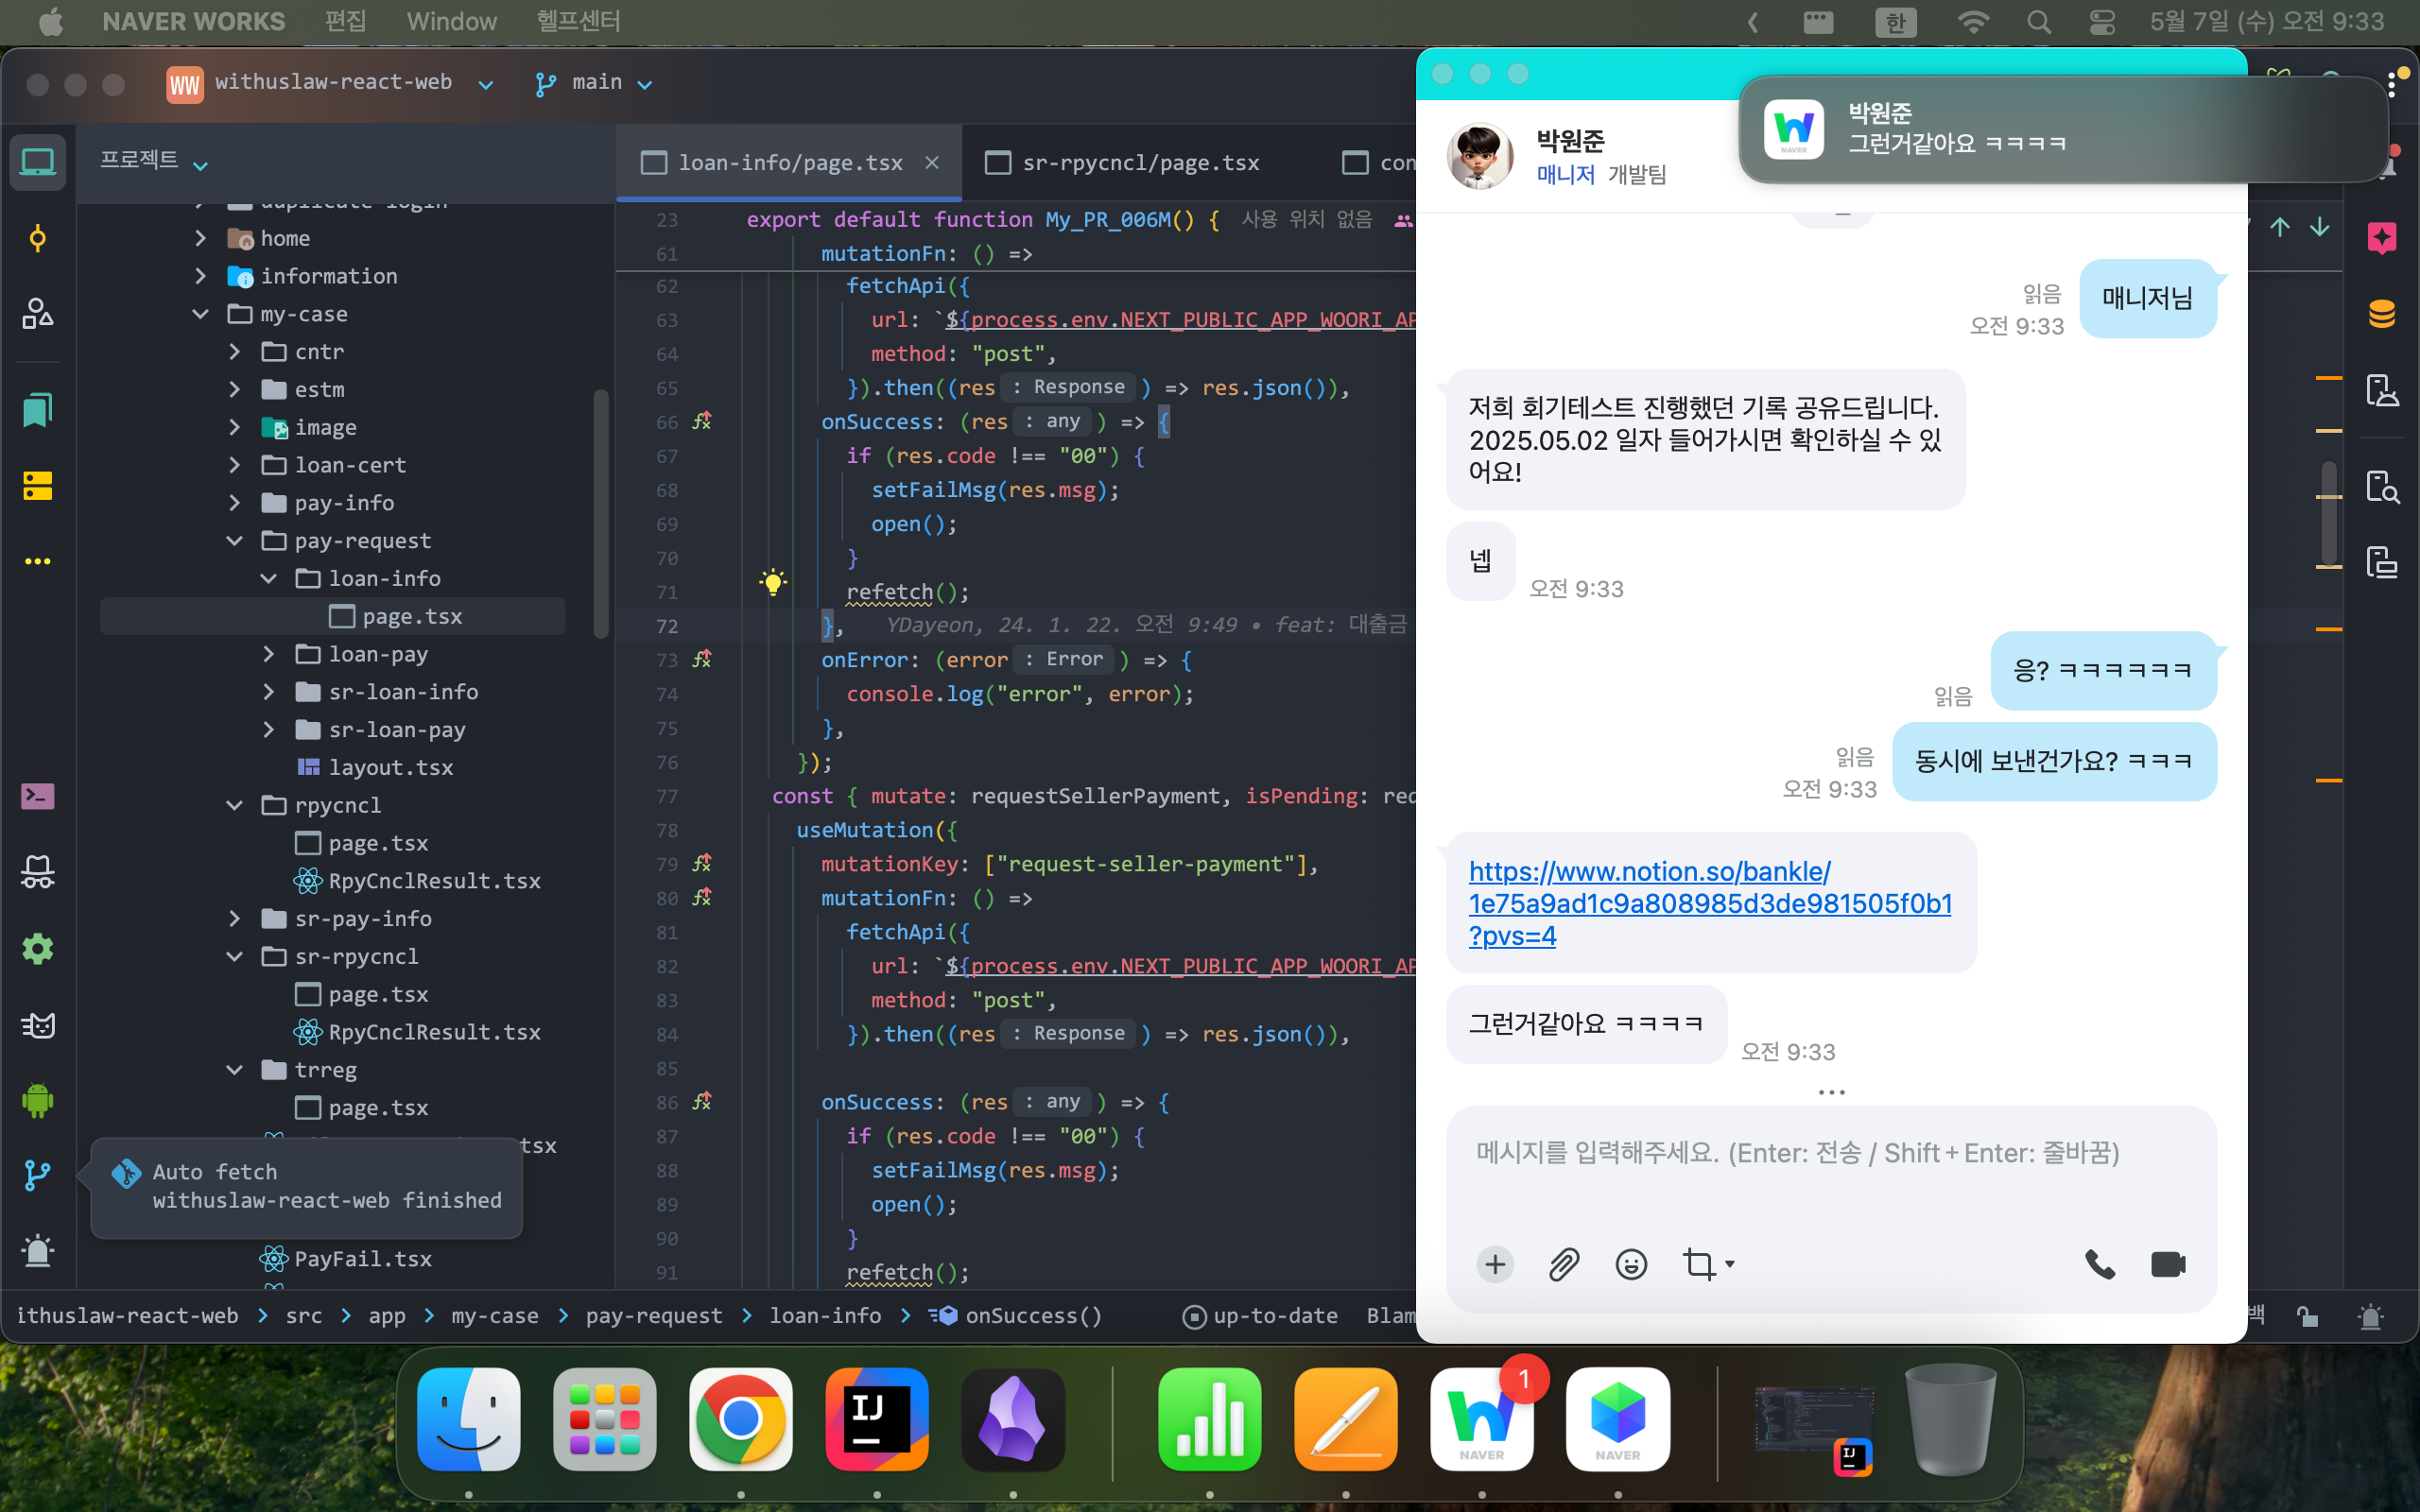 NAVER WORKS 편집 Window 헬프센터
한 5월 7일 (수) 오전 9:33
WW withuslaw-react-web main
프로젝트
loan-info/page.tsx
sr-rpycncl/page.tsx
con
duplicate-login
home
information
my-case
cntr
estm
image
loan-cert
pay-info
pay-request
loan-info
page.tsx
loan-pay
sr-loan-info
sr-loan-pay
layout.tsx
rpycncl
page.tsx
RpyCnclResult.tsx
sr-pay-info
sr-rpycncl
page.tsx
RpyCnclResult.tsx
trreg
page.tsx
tsx
Auto fetch
withuslaw-react-web finished
PayFail.tsx
23 export default function My_PR_006M() { 사용 위치 없음
61 mutationFn: () =>
62 fetchApi({
63 url: `${process.env.NEXT_PUBLIC_APP_WOORI_AP
64 method: "post",
65 }).then((res : Response ) => res.json()),
66 onSuccess: (res : any ) => {
67 if (res.code !== "00") {
68 setFailMsg(res.msg);
69 open();
70 }
71 refetch();
72 }, YDayeon, 24. 1. 22. 오전 9:49 • feat: 대출금
73 onError: (error : Error ) => {
74 console.log("error", error);
75 },
76 });
77 const { mutate: requestSellerPayment, isPending: req
78 useMutation({
79 mutationKey: ["request-seller-payment"],
80 mutationFn: () =>
81 fetchApi({
82 url: `${process.env.NEXT_PUBLIC_APP_WOORI_AP
83 method: "post",
84 }).then((res : Response ) => res.json()),
85
86 onSuccess: (res : any ) => {
87 if (res.code !== "00") {
88 setFailMsg(res.msg);
89 open();
90 }
91 refetch();
ithuslaw-react-web > src > app > my-case > pay-request > loan-info > onSuccess() up-to-date Blam
백
박원준
매니저 개발팀
박원준
그런거같아요 ㅋㅋㅋㅋ
NAVER
매니저님
읽음
오전 9:33
저희 회기테스트 진행했던 기록 공유드립니다.
2025.05.02 일자 들어가시면 확인하실 수 있
어요!
넵
오전 9:33
응? ㅋㅋㅋㅋㅋㅋ
읽음
동시에 보낸건가요? ㅋㅋㅋ
읽음
오전 9:33
https://www.notion.so/bankle/
1e75a9ad1c9a808985d3de981505f0b1
?pvs=4
그런거같아요 ㅋㅋㅋㅋ
오전 9:33
메시지를 입력해주세요. (Enter: 전송 / Shift+Enter: 줄바꿈)
IJ
NAVER
1
NAVER
IJ